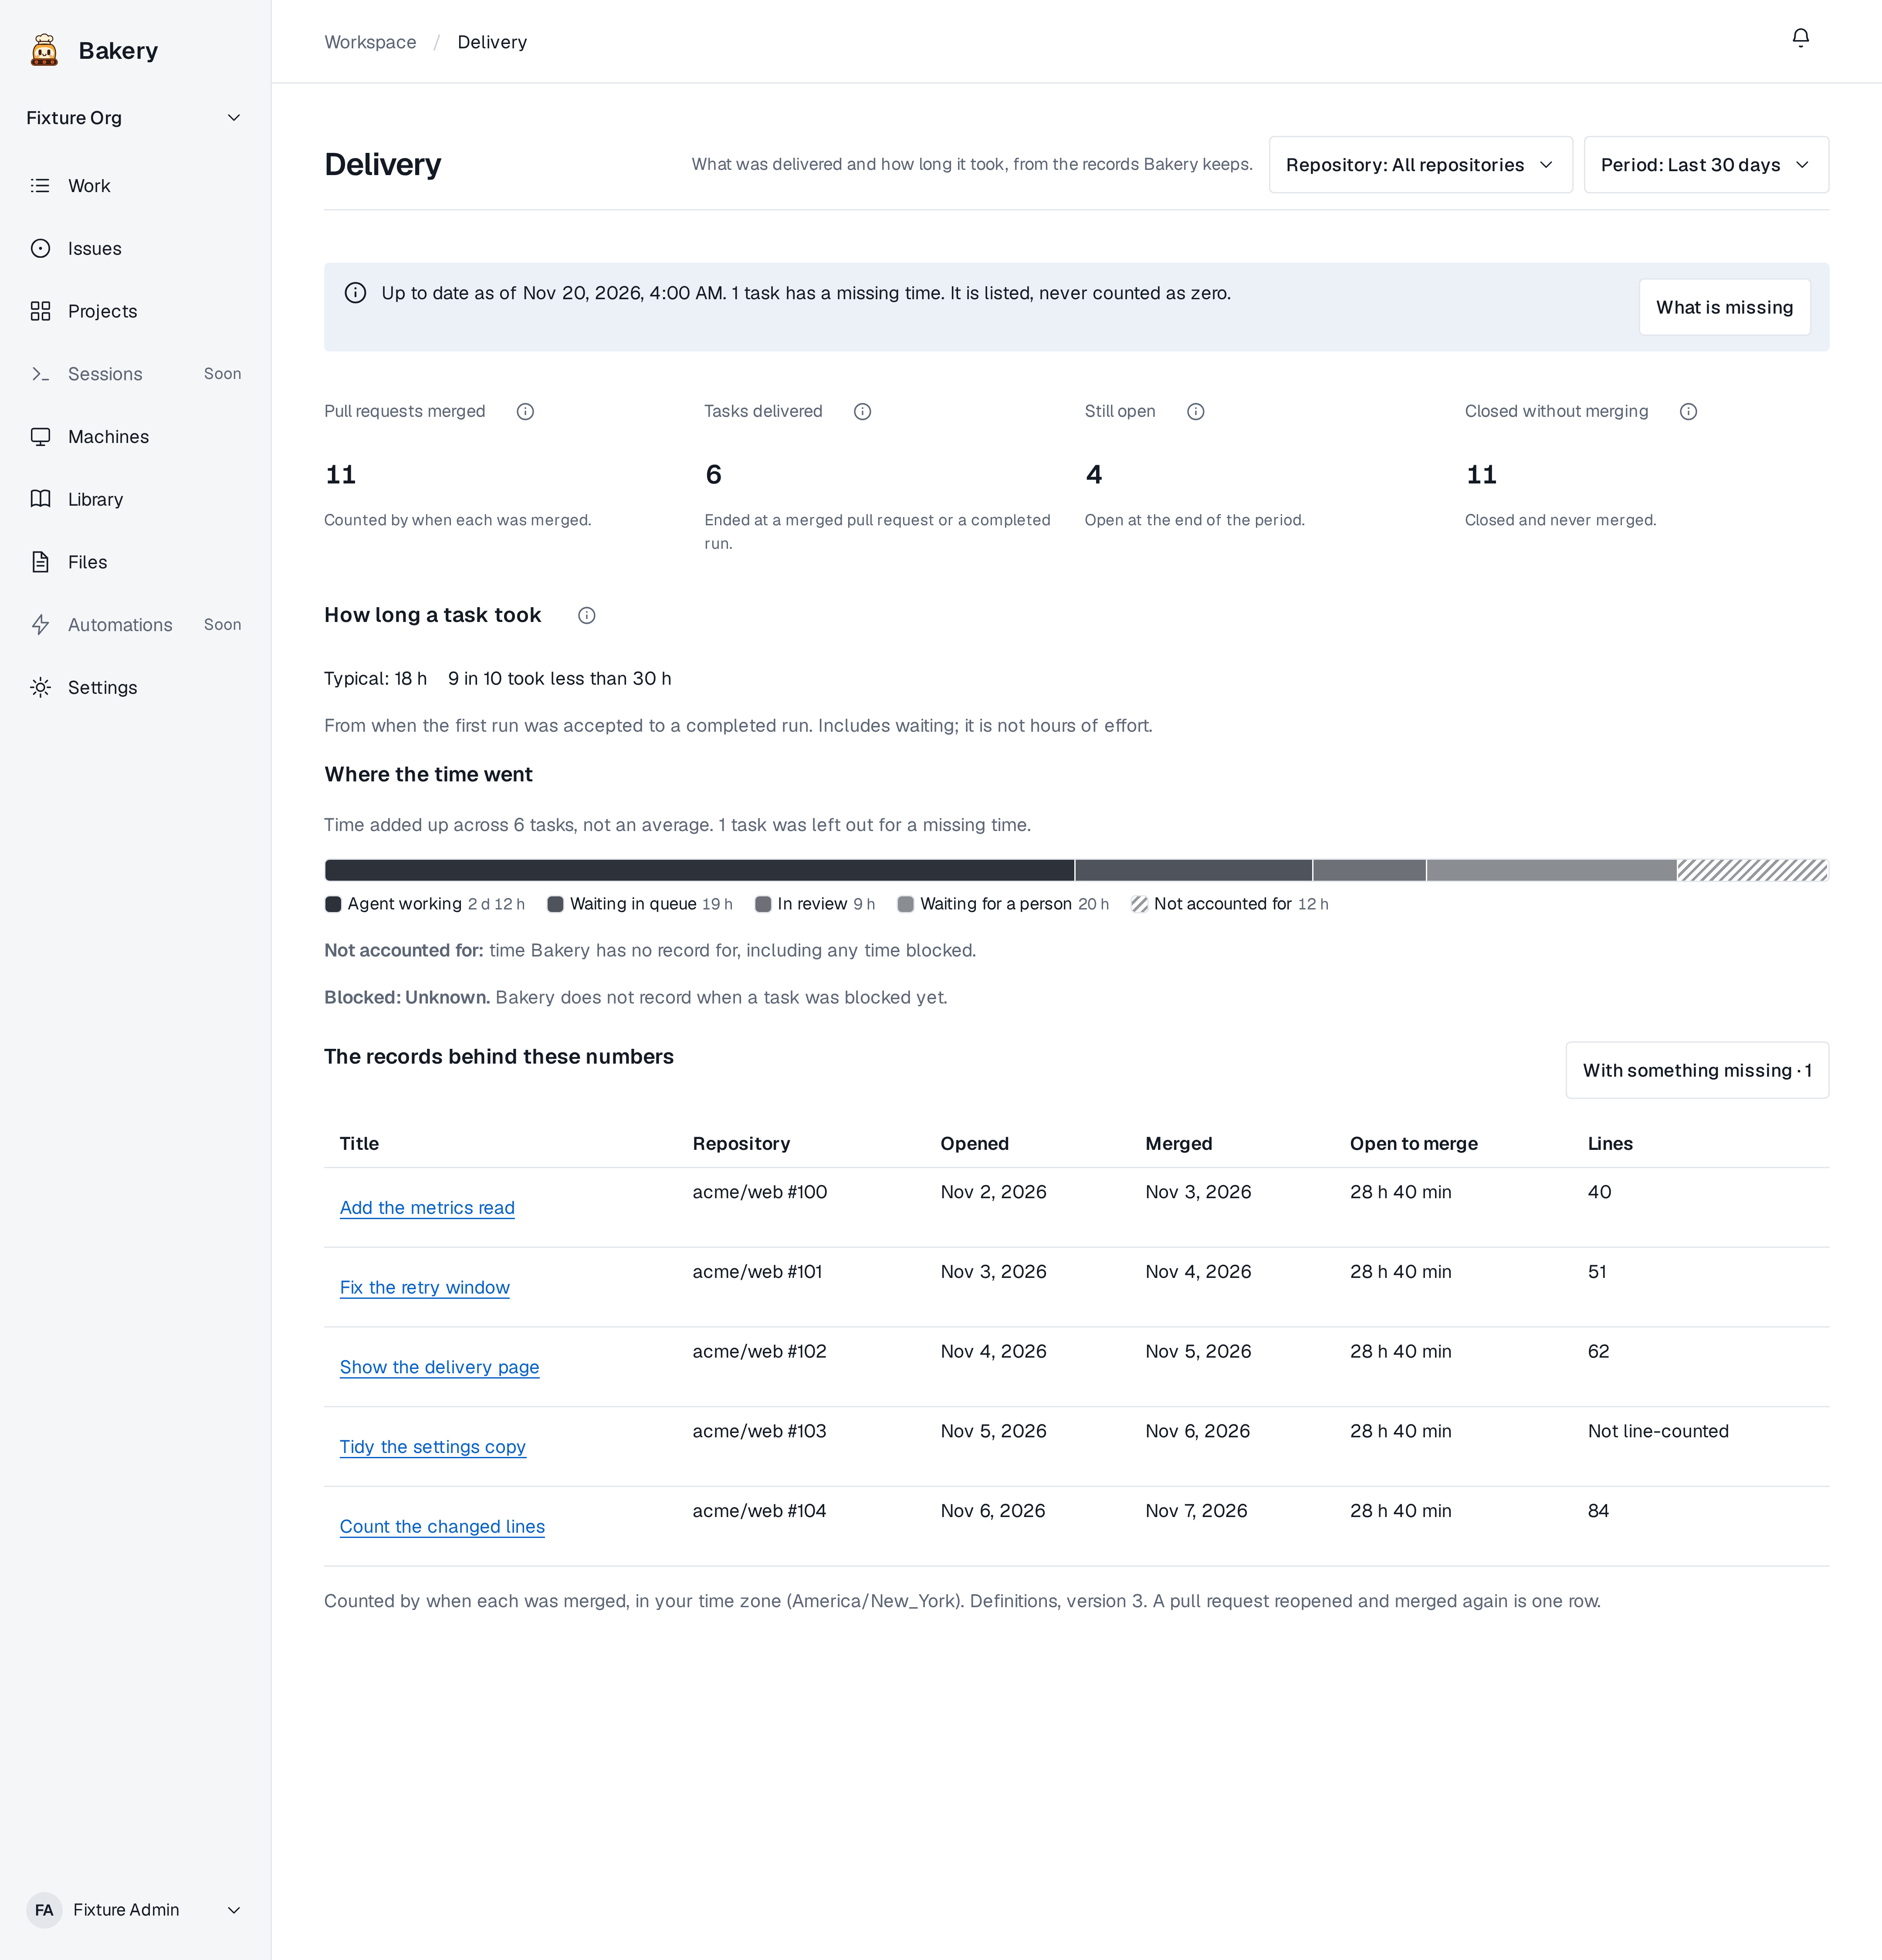 Bakery
Fixture Org
Work
Issues
Projects
Sessions Soon
Machines
Library
Files
Automations Soon
Settings
FA Fixture Admin
Workspace / Delivery
Delivery
What was delivered and how long it took, from the records Bakery keeps.
Repository: All repositories
Period: Last 30 days
Up to date as of Nov 20, 2026, 4:00 AM. 1 task has a missing time. It is listed, never counted as zero.
What is missing
Pull requests merged
11
Counted by when each was merged.
Tasks delivered
6
Ended at a merged pull request or a completed
run.
Still open
4
Open at the end of the period.
Closed without merging
11
Closed and never merged.
How long a task took
Typical: 18 h 9 in 10 took less than 30 h
From when the first run was accepted to a completed run. Includes waiting; it is not hours of effort.
Where the time went
Time added up across 6 tasks, not an average. 1 task was left out for a missing time.
Agent working 2 d 12 h Waiting in queue 19 h In review 9 h Waiting for a person 20 h Not accounted for 12 h
Not accounted for: time Bakery has no record for, including any time blocked.
Blocked: Unknown. Bakery does not record when a task was blocked yet.
The records behind these numbers
With something missing · 1
Title Repository Opened Merged Open to merge Lines
Add the metrics read acme/web #100 Nov 2, 2026 Nov 3, 2026 28 h 40 min 40
Fix the retry window acme/web #101 Nov 3, 2026 Nov 4, 2026 28 h 40 min 51
Show the delivery page acme/web #102 Nov 4, 2026 Nov 5, 2026 28 h 40 min 62
Tidy the settings copy acme/web #103 Nov 5, 2026 Nov 6, 2026 28 h 40 min Not line-counted
Count the changed lines acme/web #104 Nov 6, 2026 Nov 7, 2026 28 h 40 min 84
Counted by when each was merged, in your time zone (America/New_York). Definitions, version 3. A pull request reopened and merged again is one row.